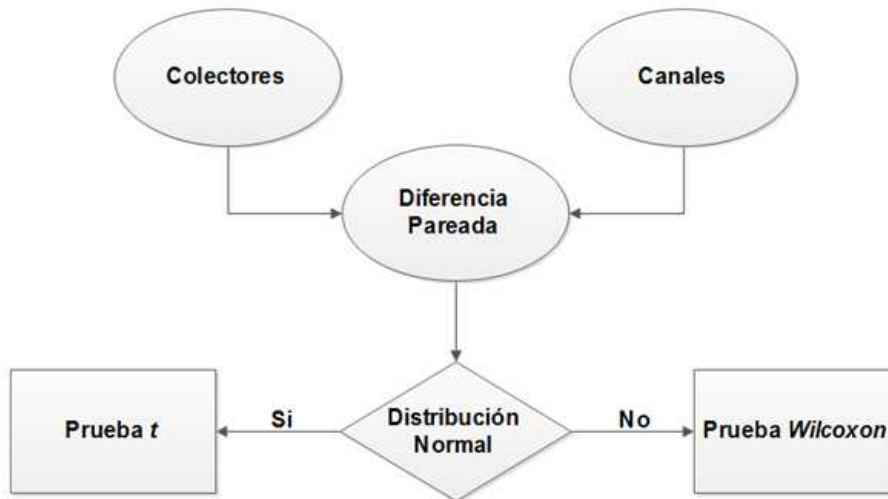 Colectores
Canales
Diferencia
Pareada
Si
Distribución
Normal
No
Prueba t
Prueba Wilcoxon